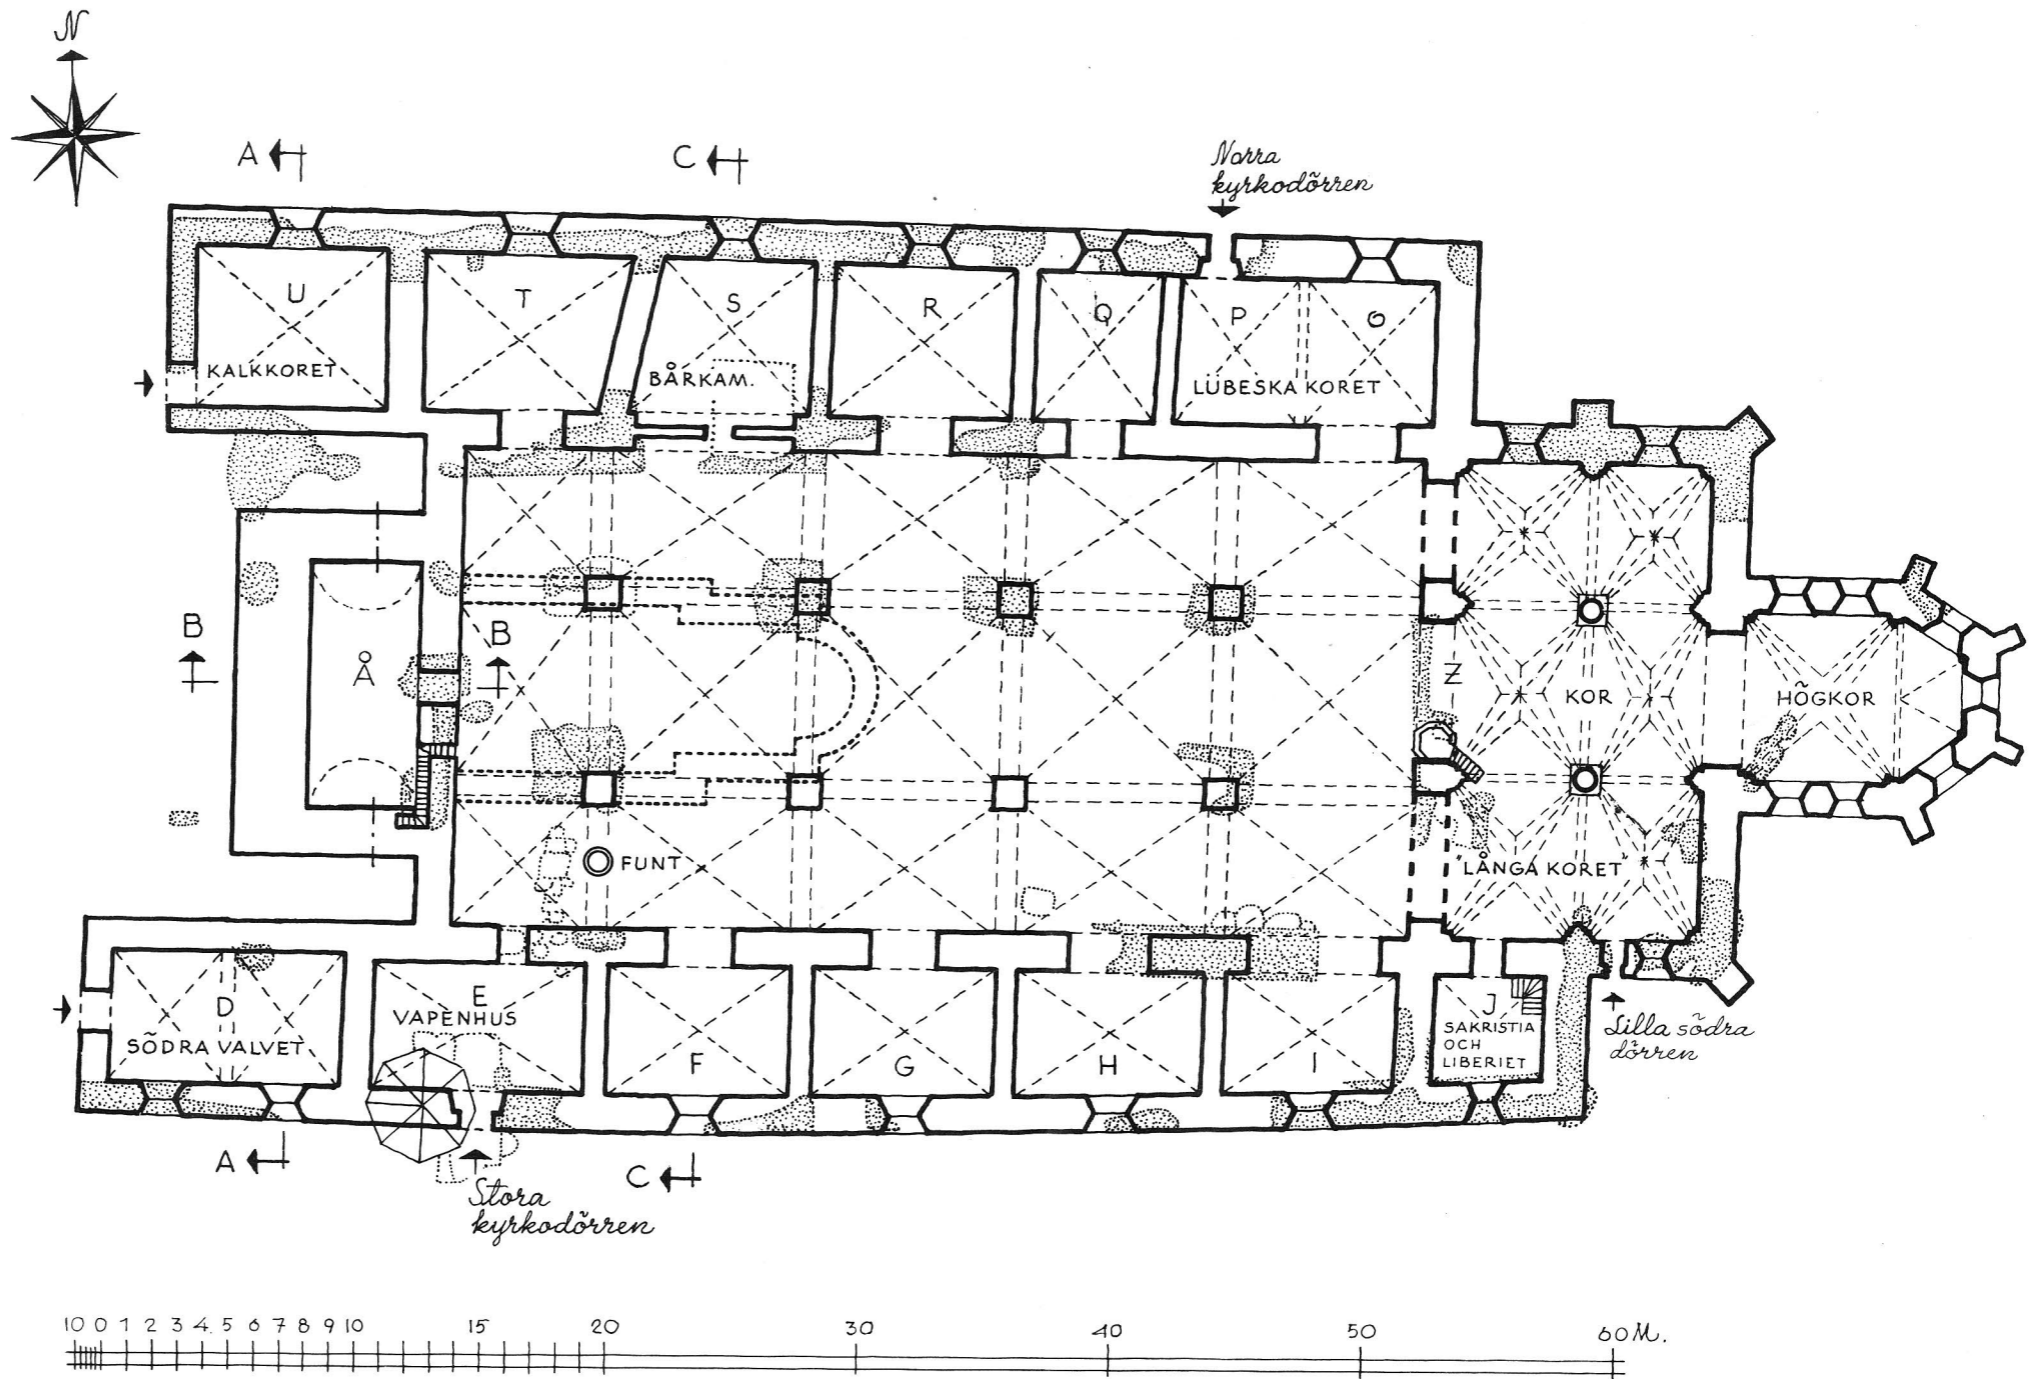 N
A
C
Norra
kyrkodörren
U
T
S
R
Q
P
O
KALKKORET
BÅRKAM.
LÜBESKA KORET
B
B
Å
Z
KOR
HÖGKOR
FUNT
"LÅNGA KORET"
D
SÖDRA VALVET
E
VAPENHUS
F
G
H
I
J
SAKRISTIA
OCH
LIBERIET
Lilla södra
dörren
A
C
Stora
kyrkodörren
10 0 1 2 3 4 5 6 7 8 9 10 15 20 30 40 50 60 M.